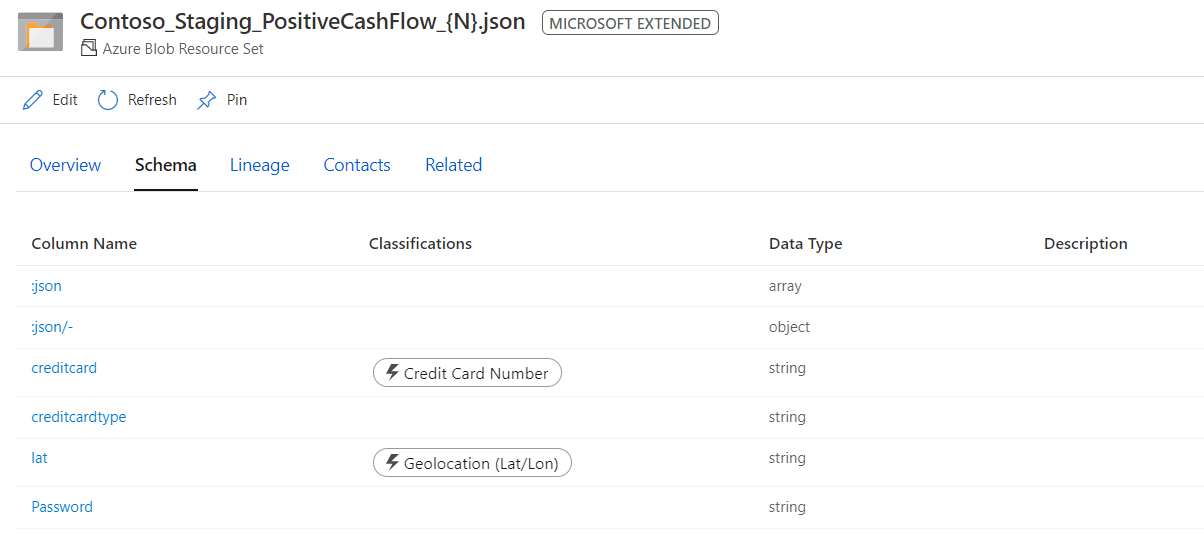 Contoso_Staging_PositiveCashFlow_{N}.json MICROSOFT EXTENDED
Azure Blob Resource Set
Edit Refresh Pin
Overview Schema Lineage Contacts Related
Column Name Classifications Data Type Description
:json array
:json/- object
creditcard Credit Card Number string
creditcardtype string
lat Geolocation (Lat/Lon) string
Password string